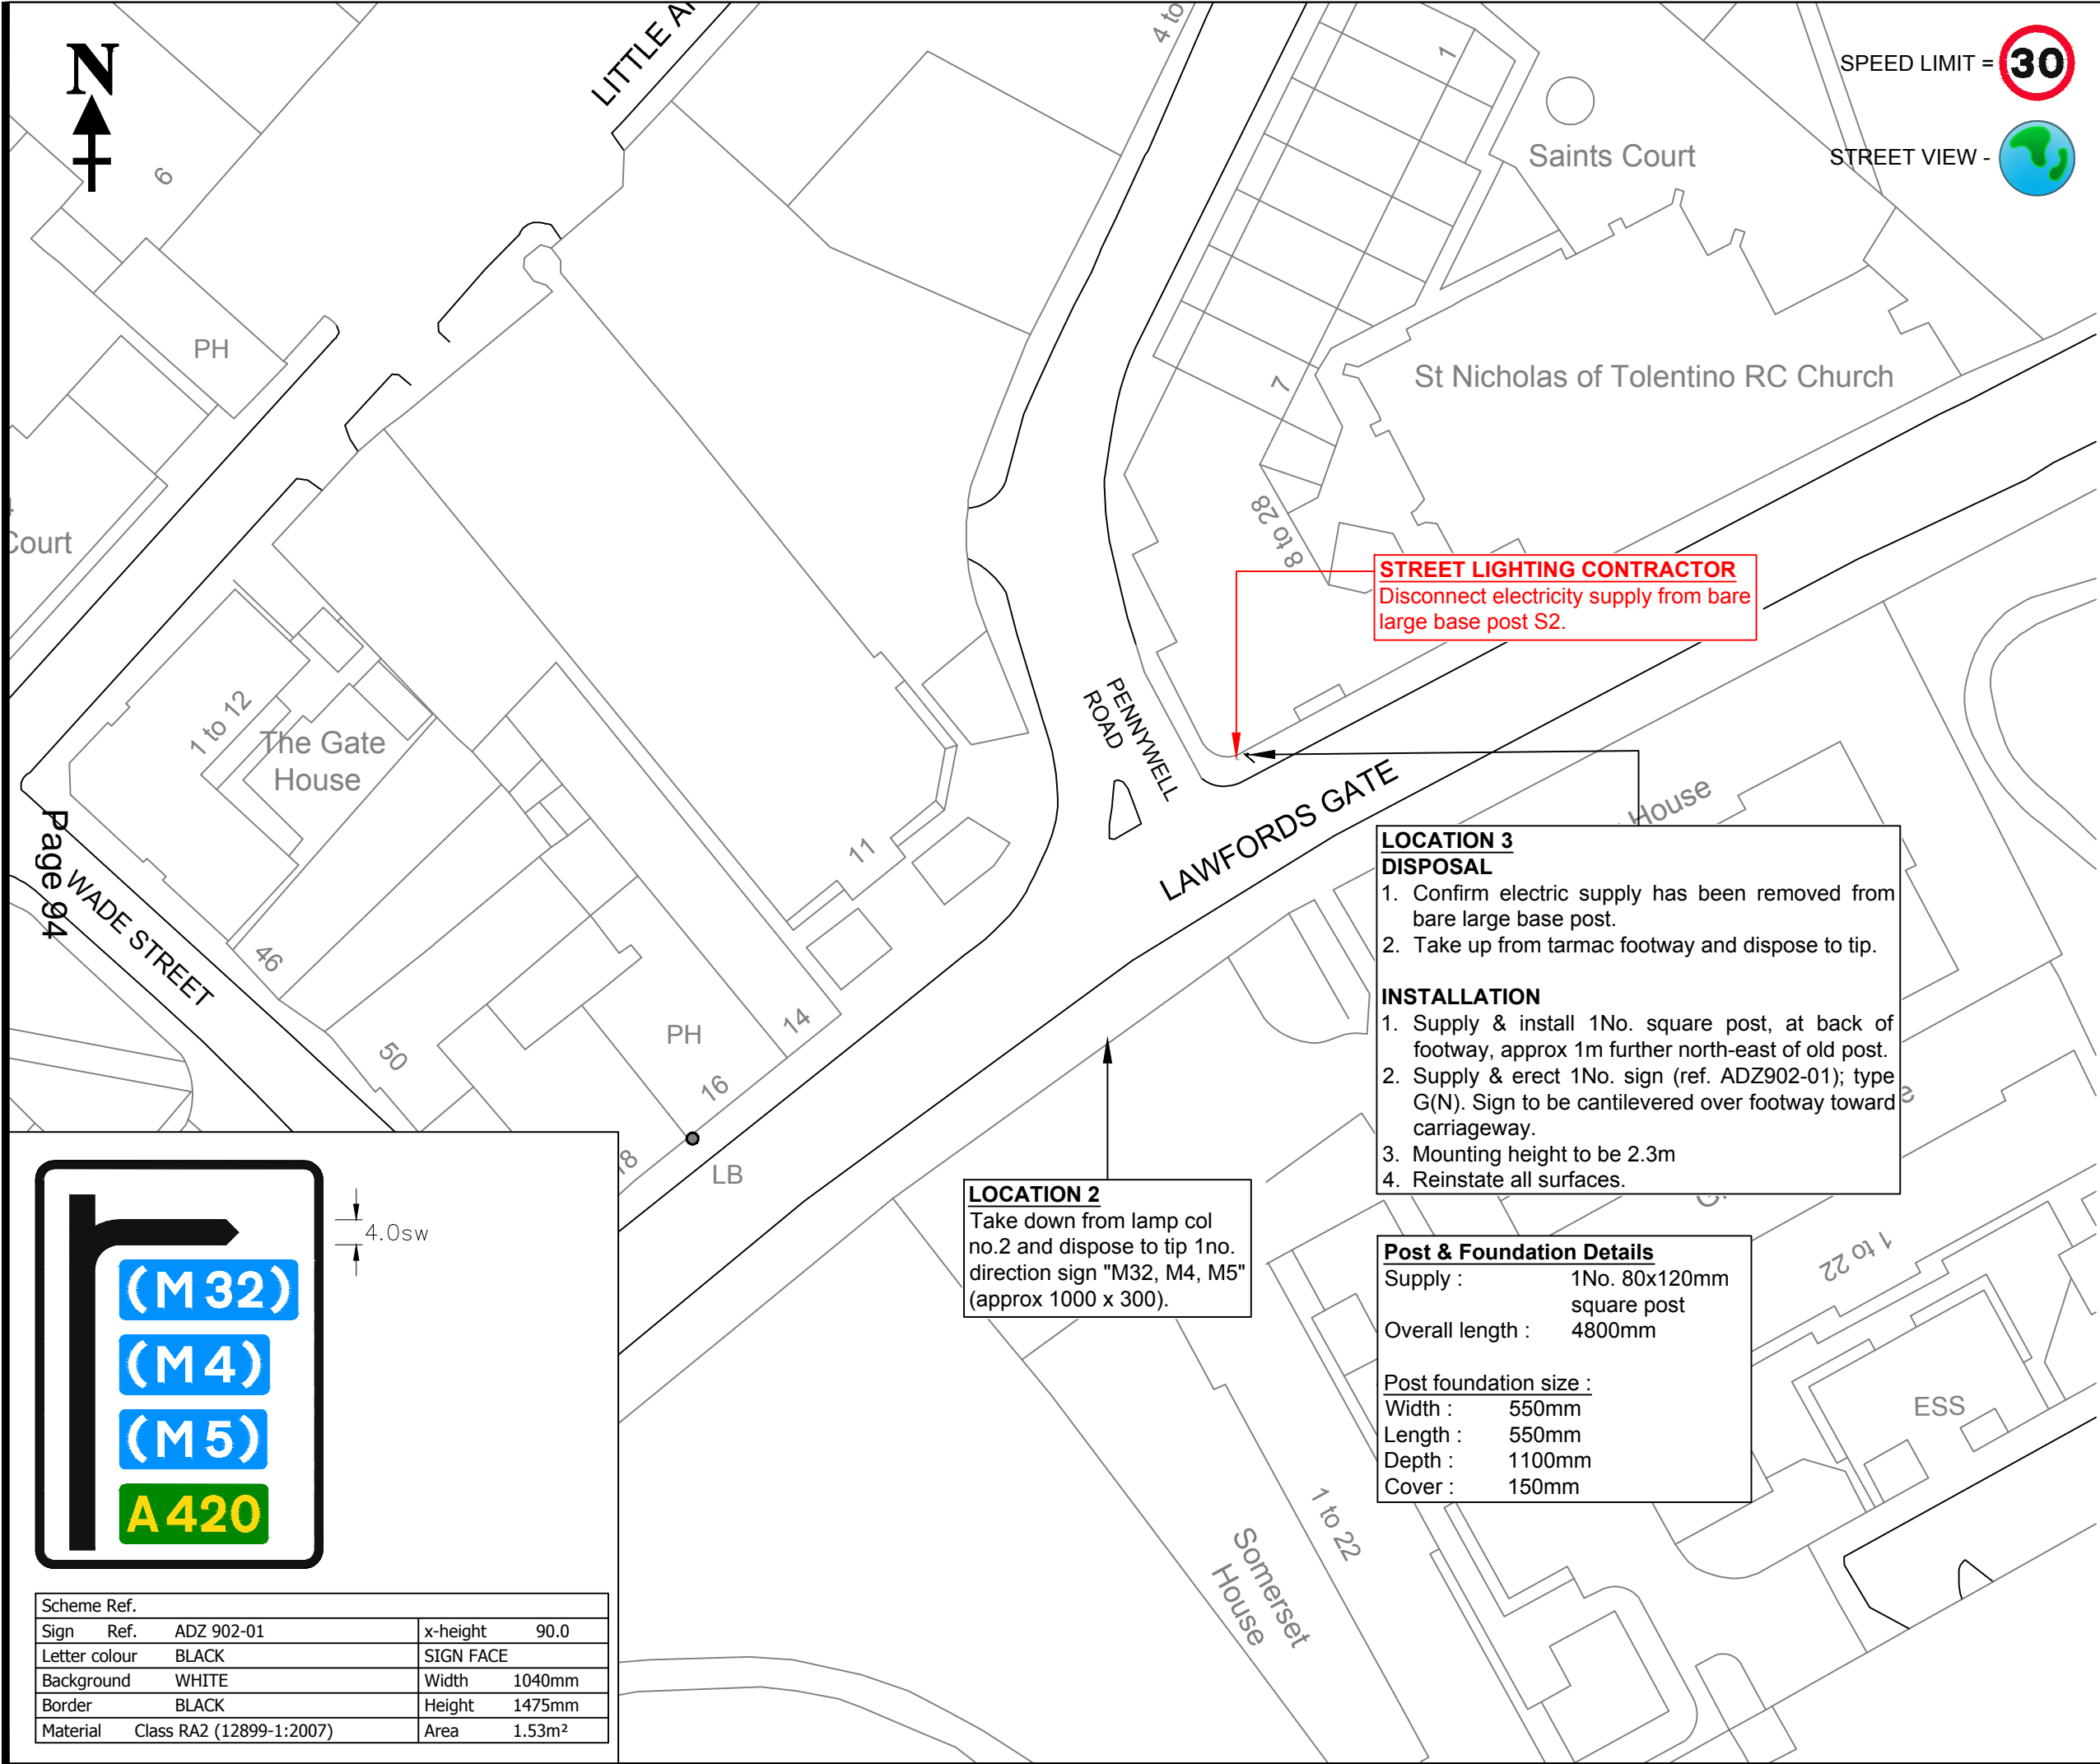 N
LITTLE
4 to
1
SPEED LIMIT = 30
STREET VIEW -
Saints Court
6
PH
St Nicholas of Tolentino RC Church
7
8 to 28
Court
STREET LIGHTING CONTRACTOR
Disconnect electricity supply from bare
large base post S2.
1 to 12
The Gate
House
PENNYWELL
ROAD
LAWFORDS GATE
House
11
Page 94
WADE STREET
46
50
PH
14
16
18
LB
LOCATION 3
DISPOSAL
1. Confirm electric supply has been removed from
bare large base post.
2. Take up from tarmac footway and dispose to tip.
INSTALLATION
1. Supply & install 1No. square post, at back of
footway, approx 1m further north-east of old post.
2. Supply & erect 1No. sign (ref. ADZ902-01); type
G(N). Sign to be cantilevered over footway toward
carriageway.
3. Mounting height to be 2.3m
4. Reinstate all surfaces.
LOCATION 2
Take down from lamp col
no.2 and dispose to tip 1no.
direction sign "M32, M4, M5"
(approx 1000 x 300).
Post & Foundation Details
Supply : 1No. 80x120mm
square post
Overall length : 4800mm
Post foundation size :
Width : 550mm
Length : 550mm
Depth : 1100mm
Cover : 150mm
1 to 22
ESS
1 to 22
Somerset
House
4.0sw
(M 32)
(M 4)
(M 5)
A 420
Scheme Ref.
Sign Ref. ADZ 902-01 x-height 90.0
Letter colour BLACK SIGN FACE
Background WHITE Width 1040mm
Border BLACK Height 1475mm
Material Class RA2 (12899-1:2007) Area 1.53m²